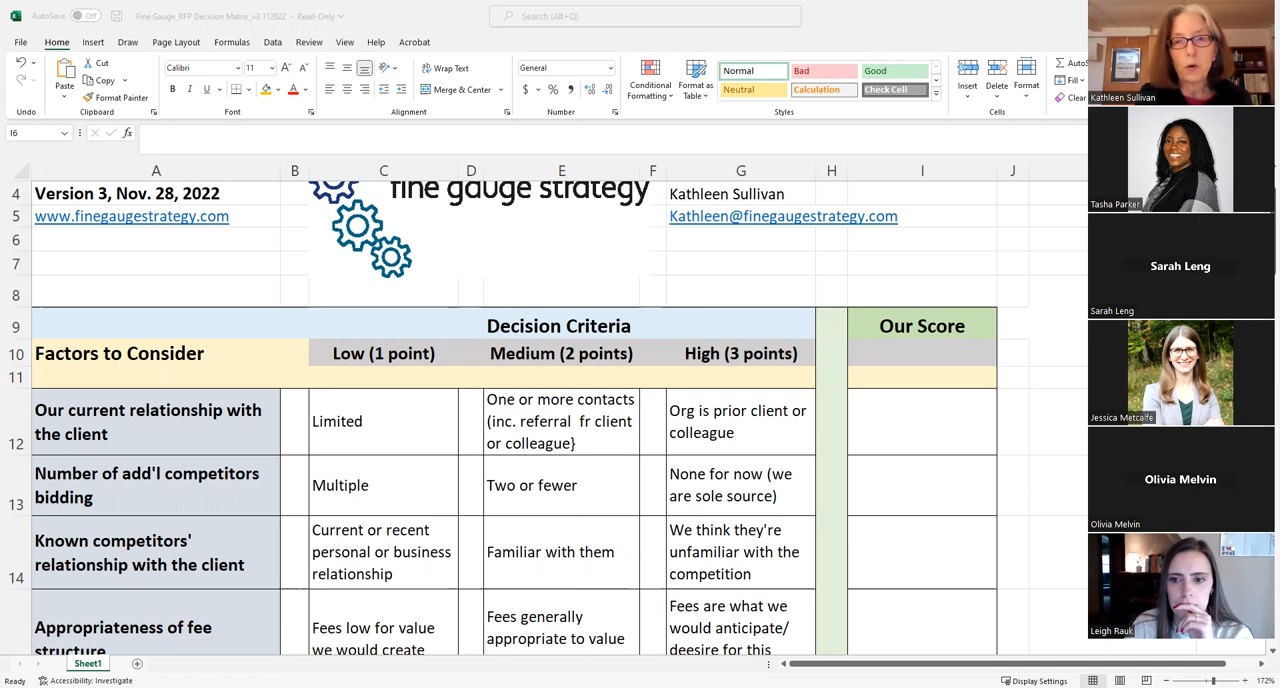 AutoSave Off Fine Gauge_RFP Decision Matrix_v3 112822 - Read-Only Search (Alt+Q)
File Home Insert Draw Page Layout Formulas Data Review View Help Acrobat
Paste
Cut
Copy
Format Painter
Calibri 11
B I U
Wrap Text
Merge & Center
General
$ %
Conditional Formatting
Format as Table
Normal Bad Good
Neutral Calculation Check Cell
Insert Delete Format
Fill
Clear
Undo Clipboard Font Alignment Number Styles Cells
I6 fx
A B C D E F G H I J
4 Version 3, Nov. 28, 2022 fine gauge strategy Kathleen Sullivan
5 www.finegaugestrategy.com Kathleen@finegaugestrategy.com
6
7
8
9 Decision Criteria Our Score
10 Factors to Consider Low (1 point) Medium (2 points) High (3 points)
11
12
Our current relationship with
the client
Limited
One or more contacts
(inc. referral fr client
or colleague}
Org is prior client or
colleague
13
Number of add'l competitors
bidding
Multiple
Two or fewer
None for now (we
are sole source)
14
Known competitors'
relationship with the client
Current or recent
personal or business
relationship
Familiar with them
We think they're
unfamiliar with the
competition
Appropriateness of fee
structure
Fees low for value
we would create
Fees generally
appropriate to value
Fees are what we
would anticipate/
deesire for this
Sheet1
Ready Accessibility: Investigate Display Settings 172%
Kathleen Sullivan
Tasha Parker
Sarah Leng
Sarah Leng
Jessica Metcalfe
Olivia Melvin
Olivia Melvin
Leigh Rauk